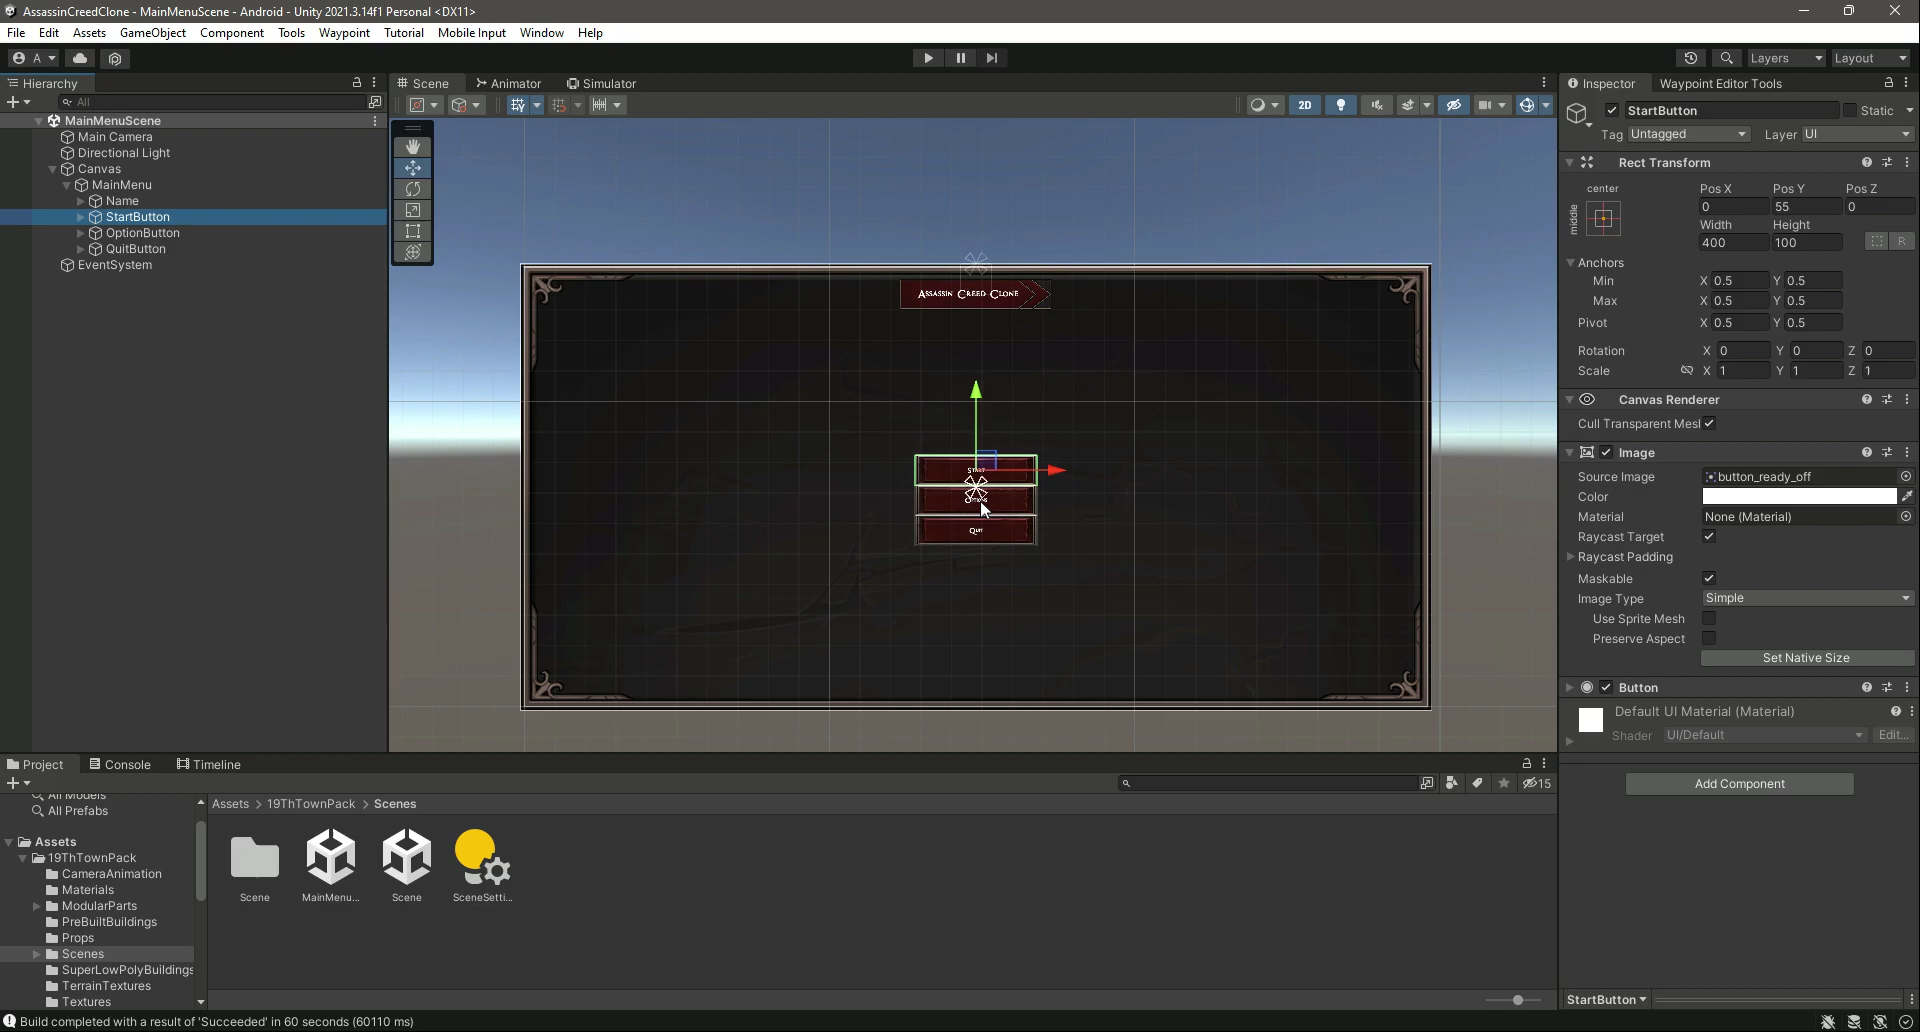 AssassinCreedClone - MainMenuScene - Android - Unity 2021.3.14f1 Personal <DX11>
File Edit Assets GameObject Component Tools Waypoint Tutorial Mobile Input Window Help
A Layers Layout
Hierarchy
All
MainMenuScene
Main Camera
Directional Light
Canvas
MainMenu
Name
StartButton
OptionButton
QuitButton
EventSystem
Scene Animator Simulator
2D
Assassin Creed Clone
Start
Options
Quit
Inspector Waypoint Editor Tools
StartButton Static
Tag Untagged Layer UI
Rect Transform
center
middle
Pos X Pos Y Pos Z
0 55 0
Width Height
400 100 R
Anchors
Min X 0.5 Y 0.5
Max X 0.5 Y 0.5
Pivot X 0.5 Y 0.5
Rotation X 0 Y 0 Z 0
Scale X 1 Y 1 Z 1
Canvas Renderer
Cull Transparent Mesl
Image
Source Image button_ready_off
Color
Material None (Material)
Raycast Target
Raycast Padding
Maskable
Image Type Simple
Use Sprite Mesh
Preserve Aspect
Set Native Size
Button
Default UI Material (Material)
Shader UI/Default Edit...
Add Component
StartButton
Project Console Timeline
15
All Models
All Prefabs
Assets
19ThTownPack
CameraAnimation
Materials
ModularParts
PreBuiltBuildings
Props
Scenes
SuperLowPolyBuildings
TerrainTextures
Textures
Assets > 19ThTownPack > Scenes
Scene MainMenu... Scene SceneSetti...
Build completed with a result of 'Succeeded' in 60 seconds (60110 ms)